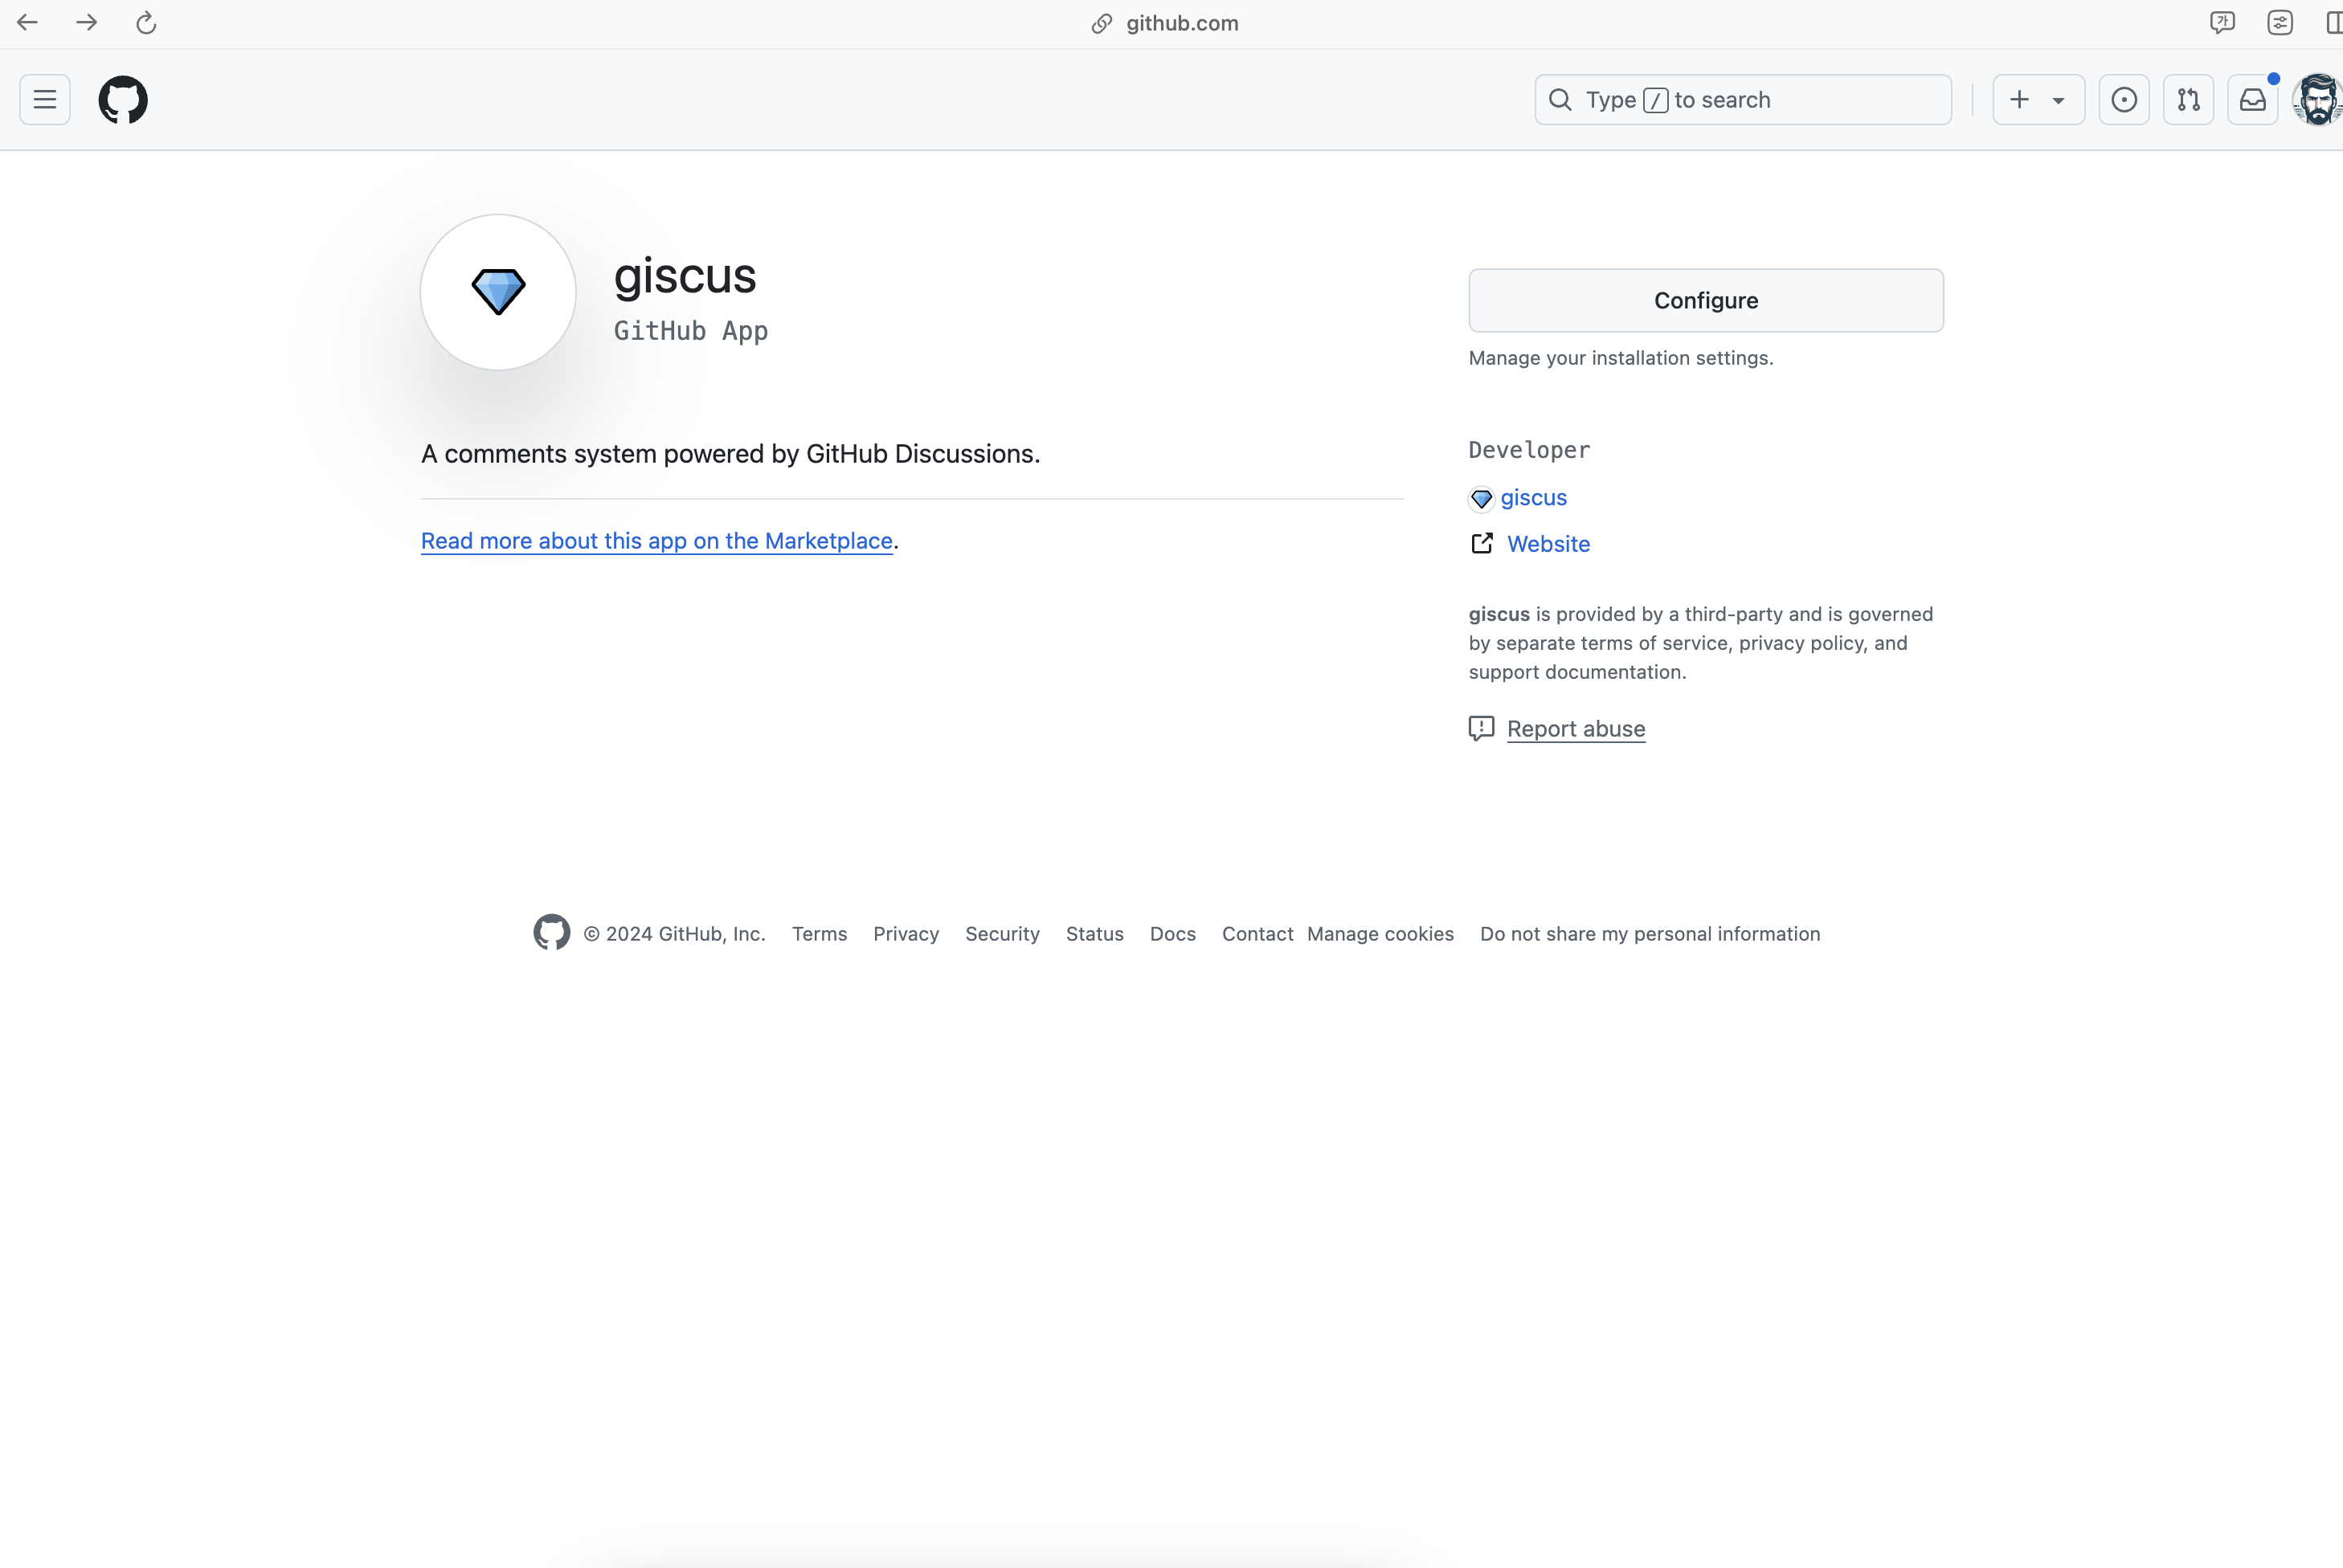 github.com
Type / to search
giscus
GitHub App
A comments system powered by GitHub Discussions.
Read more about this app on the Marketplace.
Configure
Manage your installation settings.
Developer
giscus
Website
giscus is provided by a third-party and is governed
by separate terms of service, privacy policy, and
support documentation.
Report abuse
© 2024 GitHub, Inc. Terms Privacy Security Status Docs Contact Manage cookies Do not share my personal information